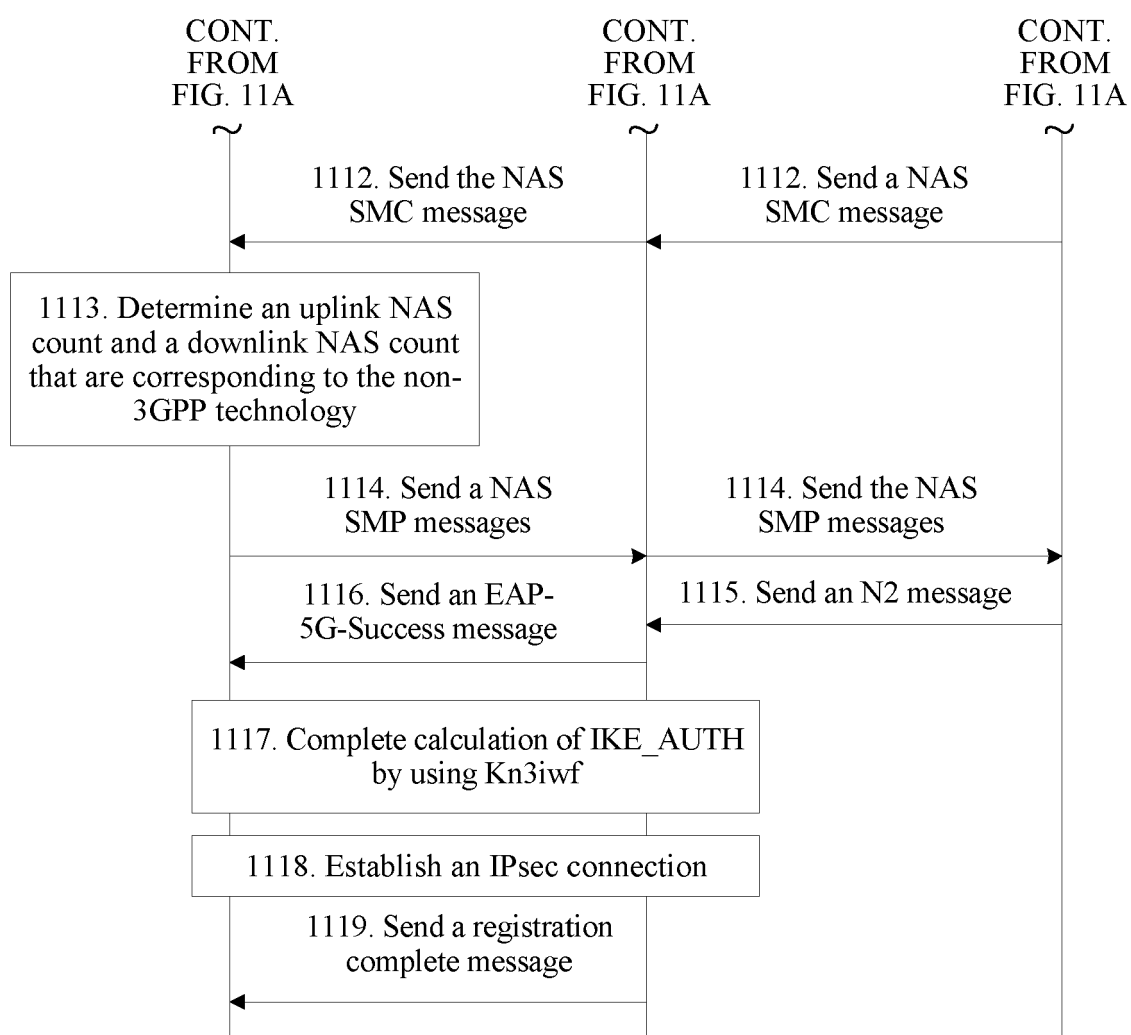 CONT.
FROM
FIG. 11A
CONT.
FROM
FIG. 11A
CONT.
FROM
FIG. 11A
1112. Send the NAS
SMC message
1112. Send a NAS
SMC message
1113. Determine an uplink NAS
count and a downlink NAS count
that are corresponding to the non-
3GPP technology
1114. Send a NAS
SMP messages
1114. Send the NAS
SMP messages
1116. Send an EAP-
5G-Success message
1115. Send an N2 message
1117. Complete calculation of IKE_AUTH
by using Kn3iwf
1118. Establish an IPsec connection
1119. Send a registration
complete message